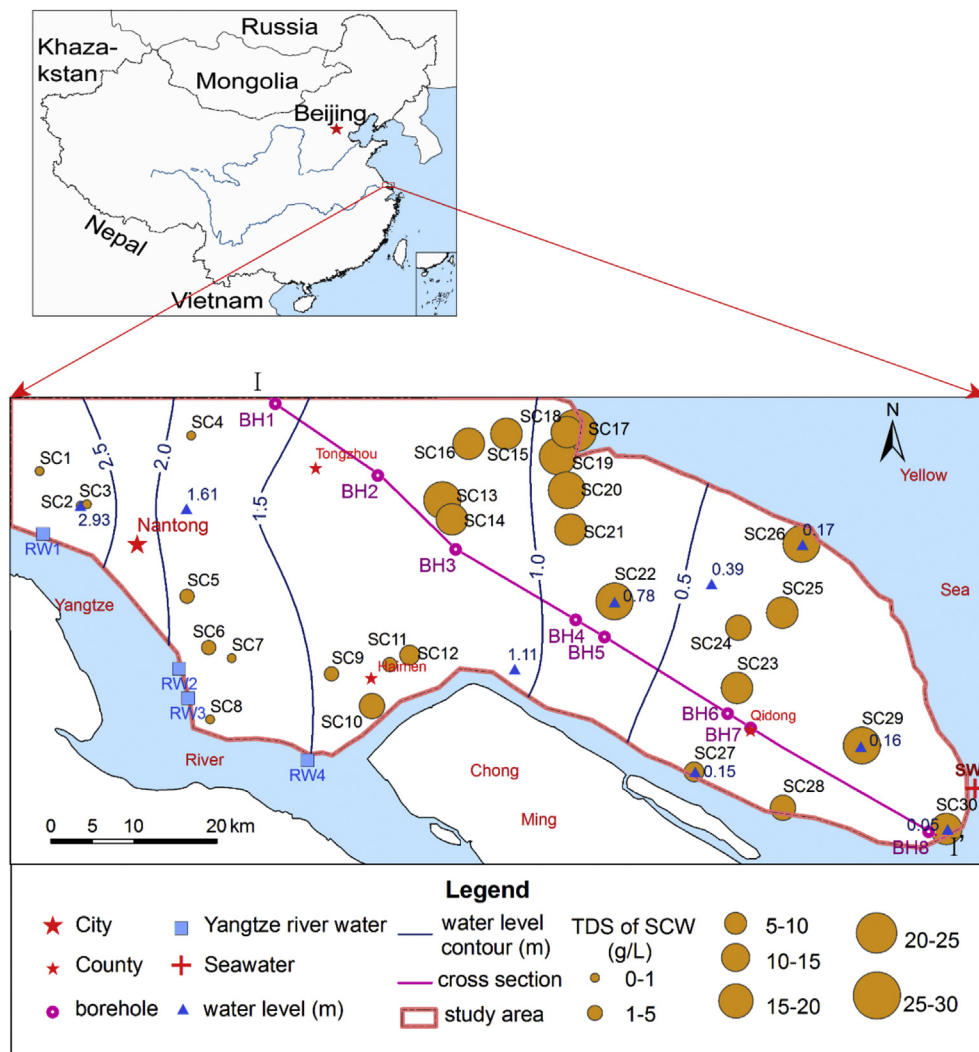 Russia
Khaza-
kstan
Mongolia
Beijing
Nepal
Vietnam
I
BH1
SC4
SC18
SC17
N
SC16
SC15
SC1
2.5
2.0
Tongzhou
SC19
Yellow
SC2
SC3
1.61
1.5
BH2
SC13
SC20
2.93
SC14
SC21
Nantong
SC26
0.17
RW1
BH3
1.0
0.5
SC22
0.39
Sea
Yangtze
SC5
0.78
SC25
BH4
SC24
SC6
SC7
SC11
SC12
BH5
RW2
SC9
Haimen
1.11
SC23
RW3
SC8
SC10
BH6
Qidong
SC29
BH7
River
RW4
SC27
0.16
Chong
0.15
SW
Ming
SC28
SC30
0 5 10 20 km
0.05
BH8
I'
Legend
City
Yangtze river water
water level
contour (m)
TDS of SCW
(g/L)
5-10
20-25
County
Seawater
cross section
0-1
10-15
borehole
water level (m)
study area
1-5
15-20
25-30